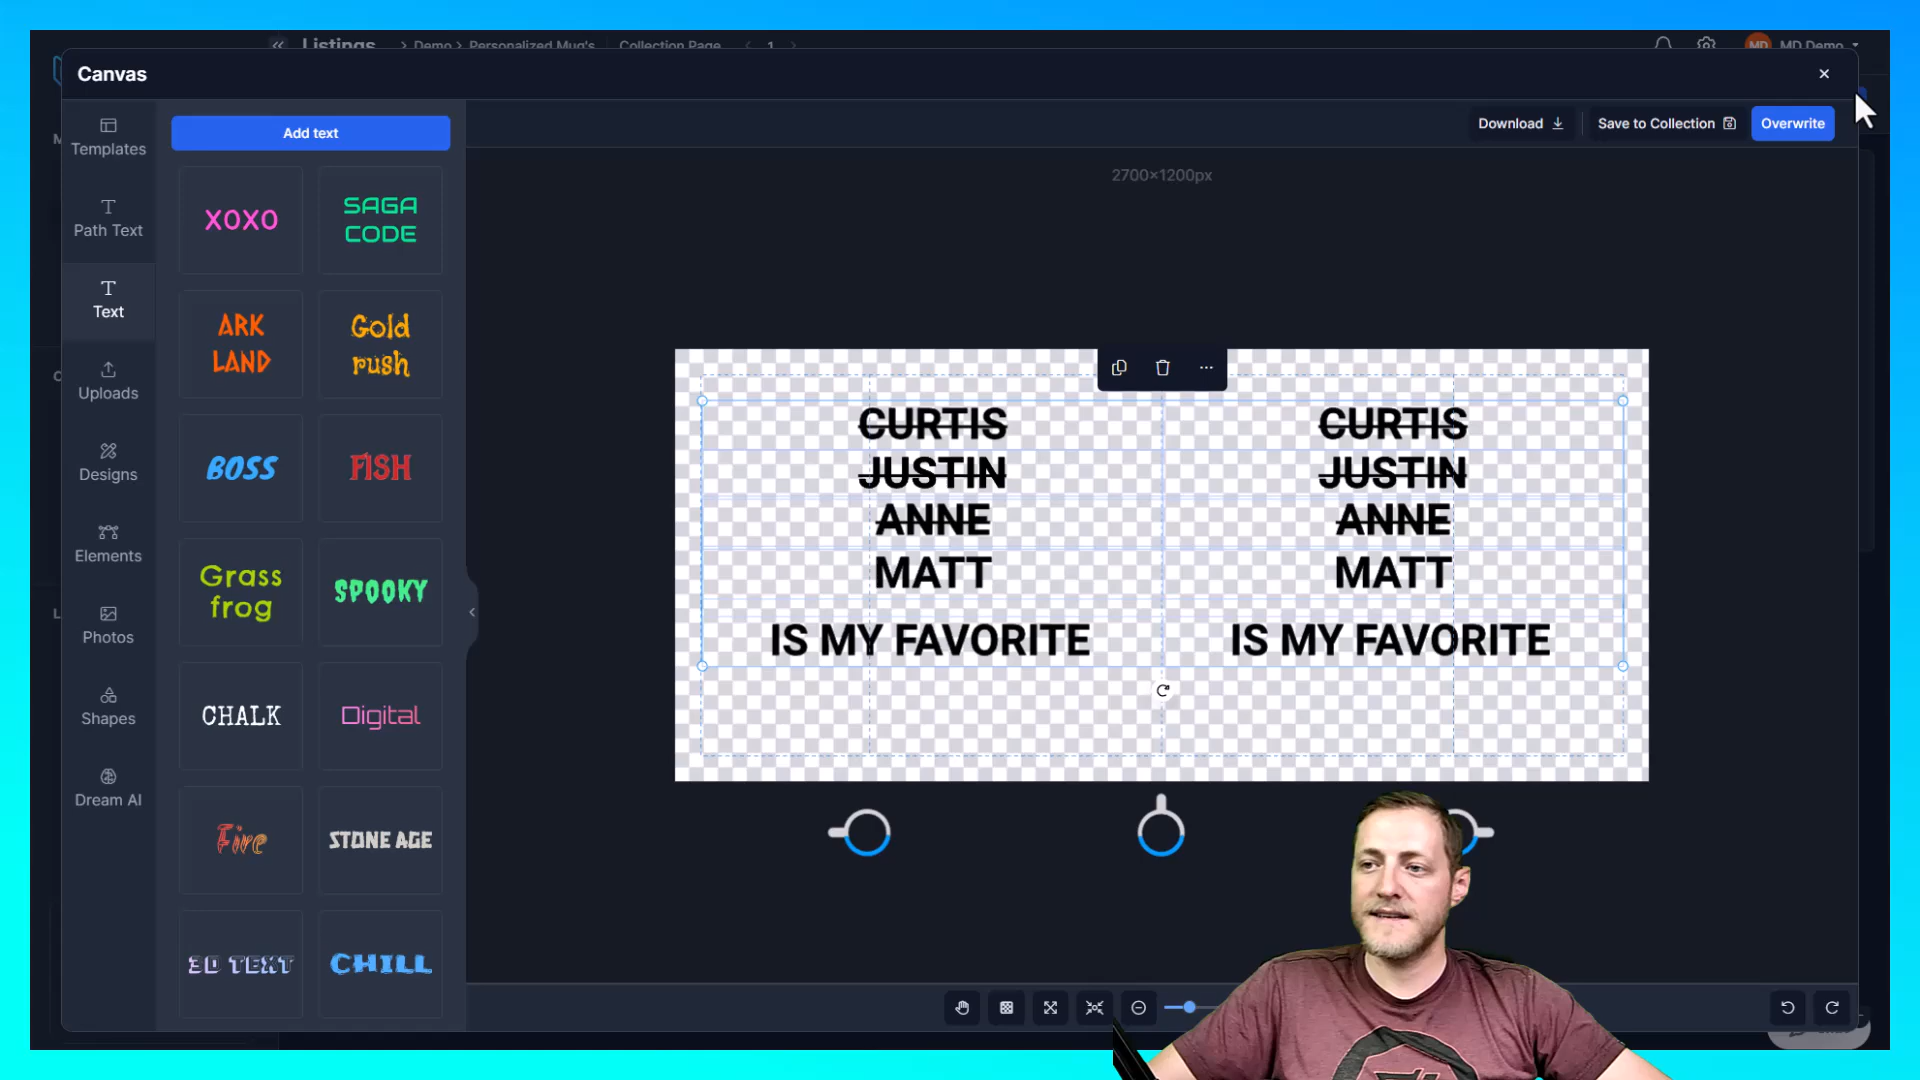 Listings
Demo
Personalized Mug's
Collection Page
1
MD
MD Demo
Canvas
Templates
Path Text
Text
Uploads
Designs
Elements
Photos
Shapes
Dream AI
Add text
XOXO
SAGA
CODE
ARK
LAND
Gold
rush
BOSS
FISH
Grass
frog
SPOOKY
CHALK
Digital
Fire
STONE AGE
3D TEXT
CHILL
Download
Save to Collection
Overwrite
2700×1200px
CURTIS
JUSTIN
ANNE
MATT
IS MY FAVORITE
CURTIS
JUSTIN
ANNE
MATT
IS MY FAVORITE